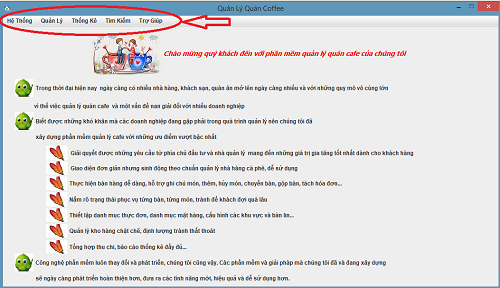 Quản Lý Quán Coffee
Hệ Thống Quản Lý Thống Kê Tìm Kiếm Trợ Giúp
Chào mừng quý khách đến với phần mềm quản lý quán cafe của chúng tôi
Trong thời đại hiện nay ngày càng có nhiều nhà hàng, khách sạn, quán ăn mở lên ngày càng nhiều và với những quy mô vô cùng lớn
vì thế việc quản lý quán cafe và một vấn đề nan giải đối với nhiều doanh nghiệp
Biết được những khó khăn mà các doanh nghiệp đang gặp phải trong quá trình quản lý nên chúng tôi đã
xây dựng phần mềm quản lý cafe với những ưu điểm vượt bậc nhất
Giải quyết được những yêu cầu từ phía chủ đầu tư và nhà quản lý mang đến những giá trị gia tăng tốt nhất dành cho khách hàng
Giao diện đơn giản nhưng sinh động theo chuẩn quản lý nhà hàng cà phê, dễ sử dụng
Thực hiện bán hàng dễ dàng, hỗ trợ ghi chú món, thêm, hủy món, chuyển bàn, gộp bàn, tách hóa đơn...
Nắm rõ trạng thái phục vụ từng bàn, từng món, tránh để khách đợi quá lâu
Thiết lập danh mục thực đơn, danh mục mặt hàng, cấu hình các khu vực và bàn lin...
Quản lý kho hàng chặt chẽ, định lượng tránh thất thoát
Tổng hợp thu chi, báo cáo thống kê đầy đủ...
Công nghệ phần mềm luôn thay đổi và phát triển, chúng tôi cũng vậy. Các phần mềm và giải pháp mà chúng tôi đã và đang xây dựng
sẽ ngày càng phát triển hoàn thiện hơn, đưa ra các tính năng mới, hiệu quả và dễ sử dụng hơn.